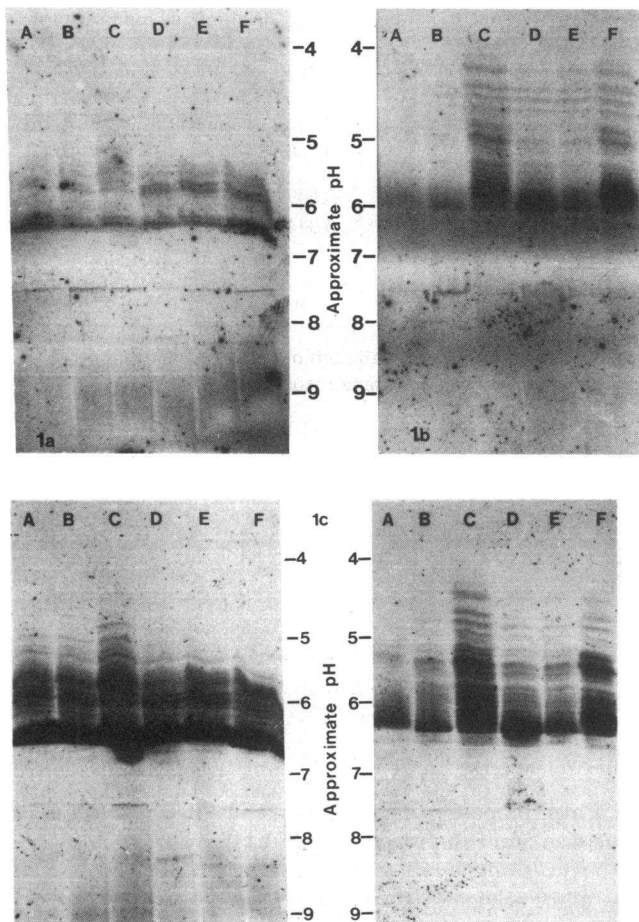 A B C D E F
-4
-5
-6
-7
-8
-9
Approximate pH
1a
A B C D E F
4-
5-
6-
7-
8-
9-
1b
A B C D E F
1c
-4
-5
-6
-7
-8
-9
Approximate pH
A B C D E F
4-
5-
6-
7-
8-
9-